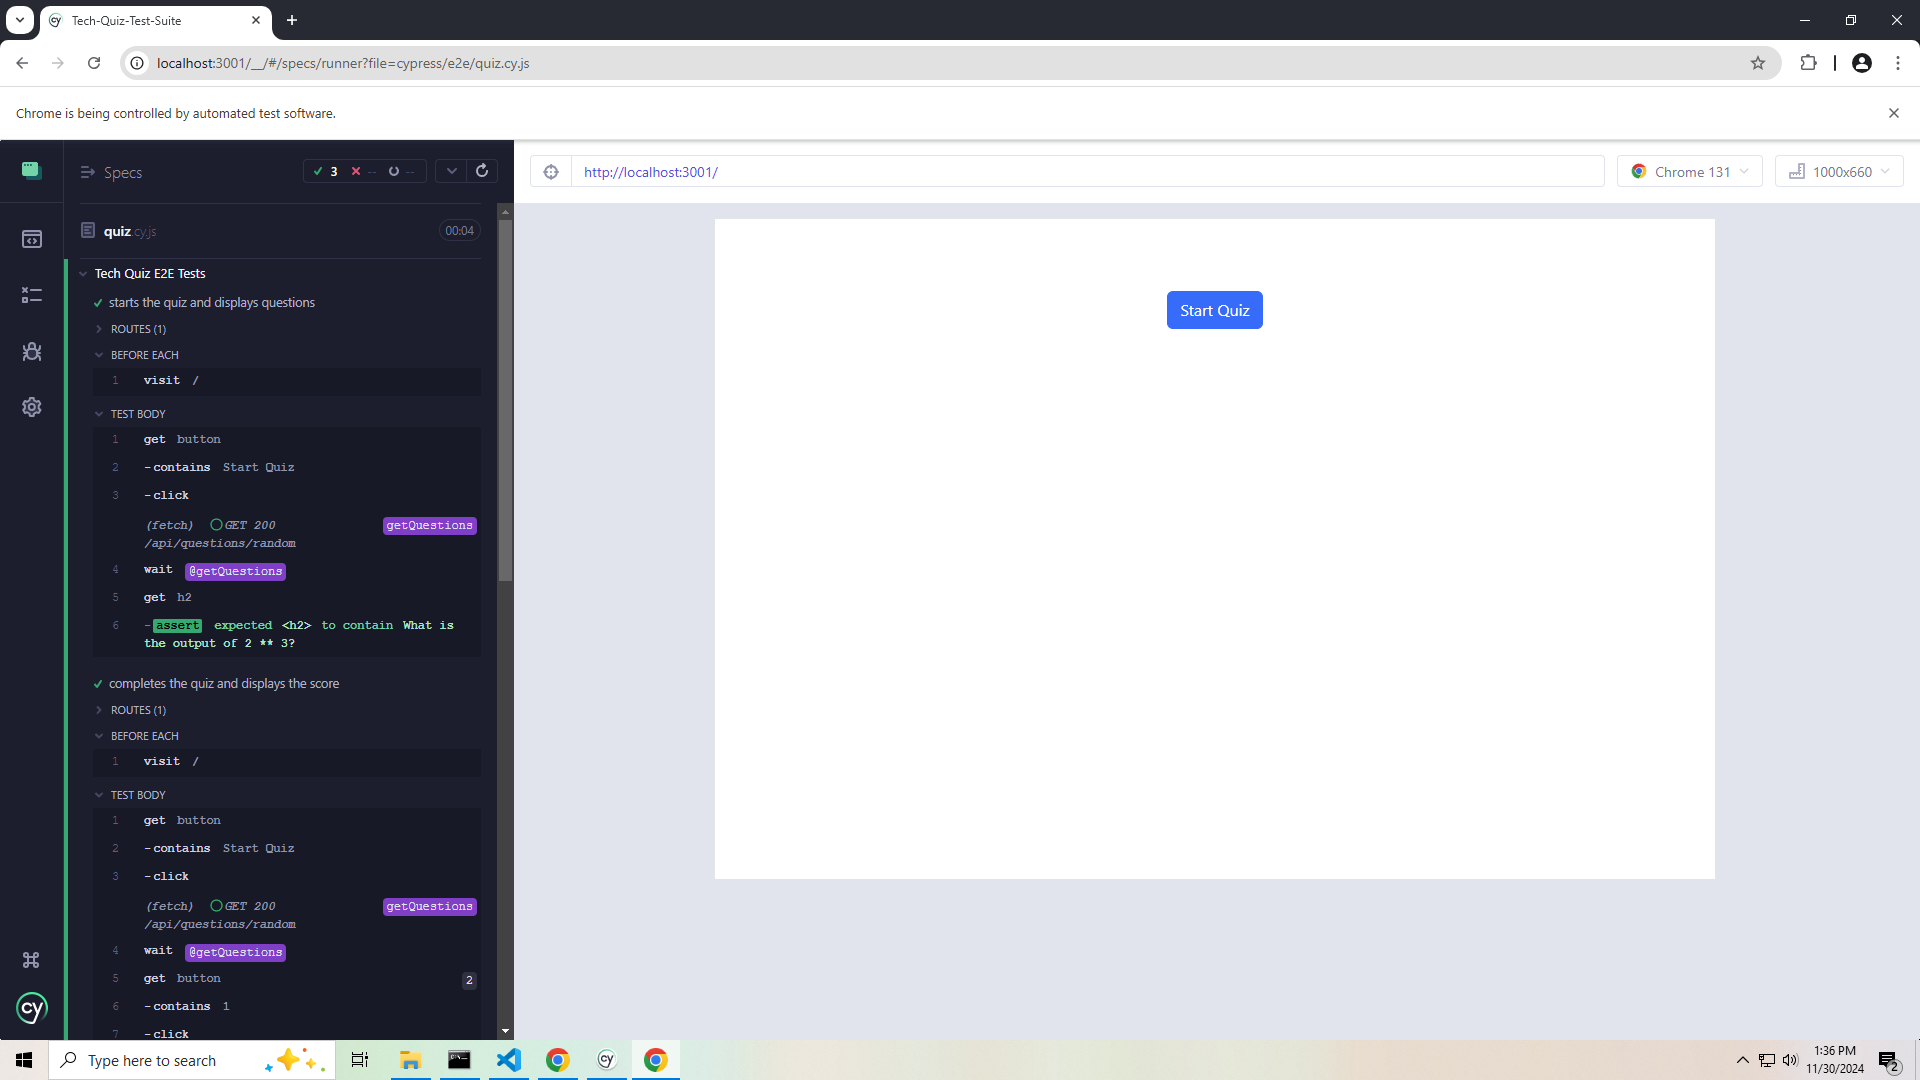 Tech-Quiz-Test-Suite
localhost:3001/__/#/specs/runner?file=cypress/e2e/quiz.cy.js
Chrome is being controlled by automated test software.
Specs
3 -- --
http://localhost:3001/
Chrome 131
1000x660
quiz.cy.js 00:04
Tech Quiz E2E Tests
starts the quiz and displays questions
ROUTES (1)
BEFORE EACH
1 visit /
TEST BODY
1 get button
2 -contains Start Quiz
3 -click
(fetch) GET 200 getQuestions
/api/questions/random
4 wait @getQuestions
5 get h2
6 -assert expected <h2> to contain What is
the output of 2 ** 3?
completes the quiz and displays the score
ROUTES (1)
BEFORE EACH
1 visit /
TEST BODY
1 get button
2 -contains Start Quiz
3 -click
(fetch) GET 200 getQuestions
/api/questions/random
4 wait @getQuestions
5 get button 2
6 -contains 1
7 -click
Start Quiz
cy
Type here to search
cy
1:36 PM
11/30/2024
2